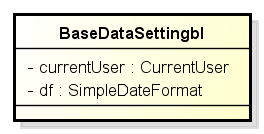 BaseDataSettingbl
- currentUser : CurrentUser
- df : SimpleDateFormat